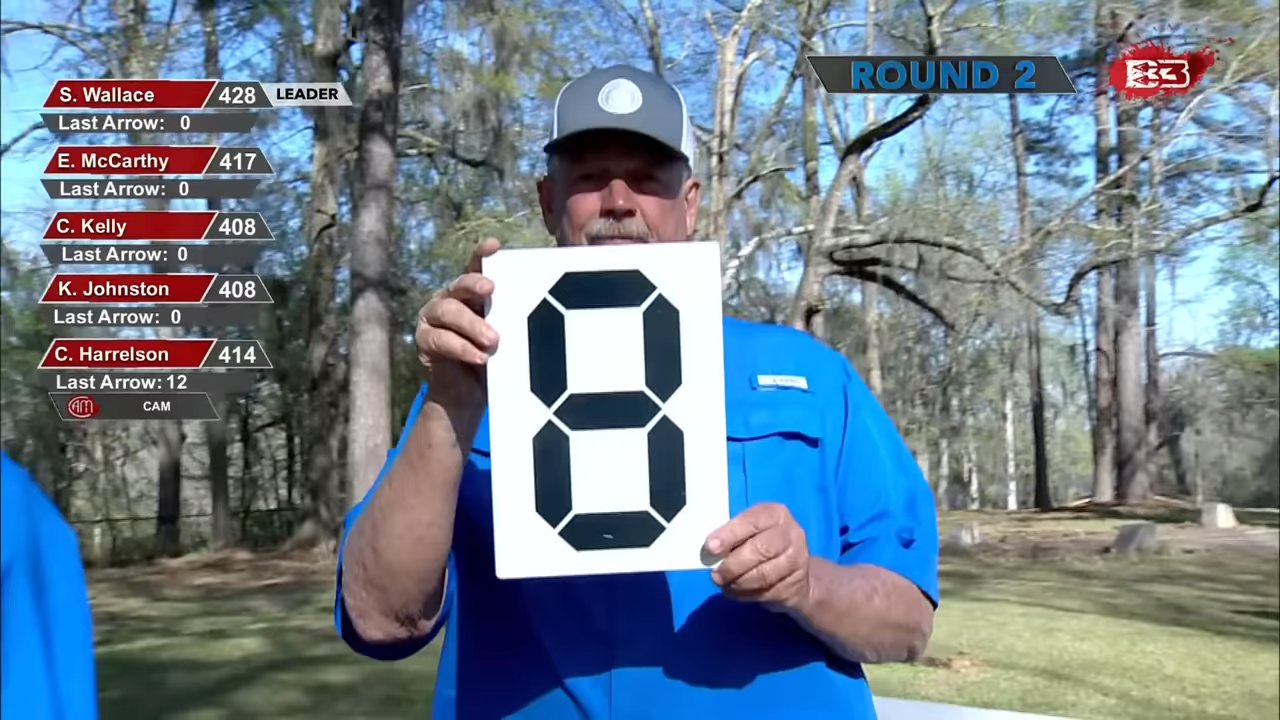 S. Wallace 428 LEADER
Last Arrow: 0
E. McCarthy 417
Last Arrow: 0
C. Kelly 408
Last Arrow: 0
K. Johnston 408
Last Arrow: 0
C. Harrelson 414
Last Arrow: 12
AM CAM
ROUND 2
B3
8